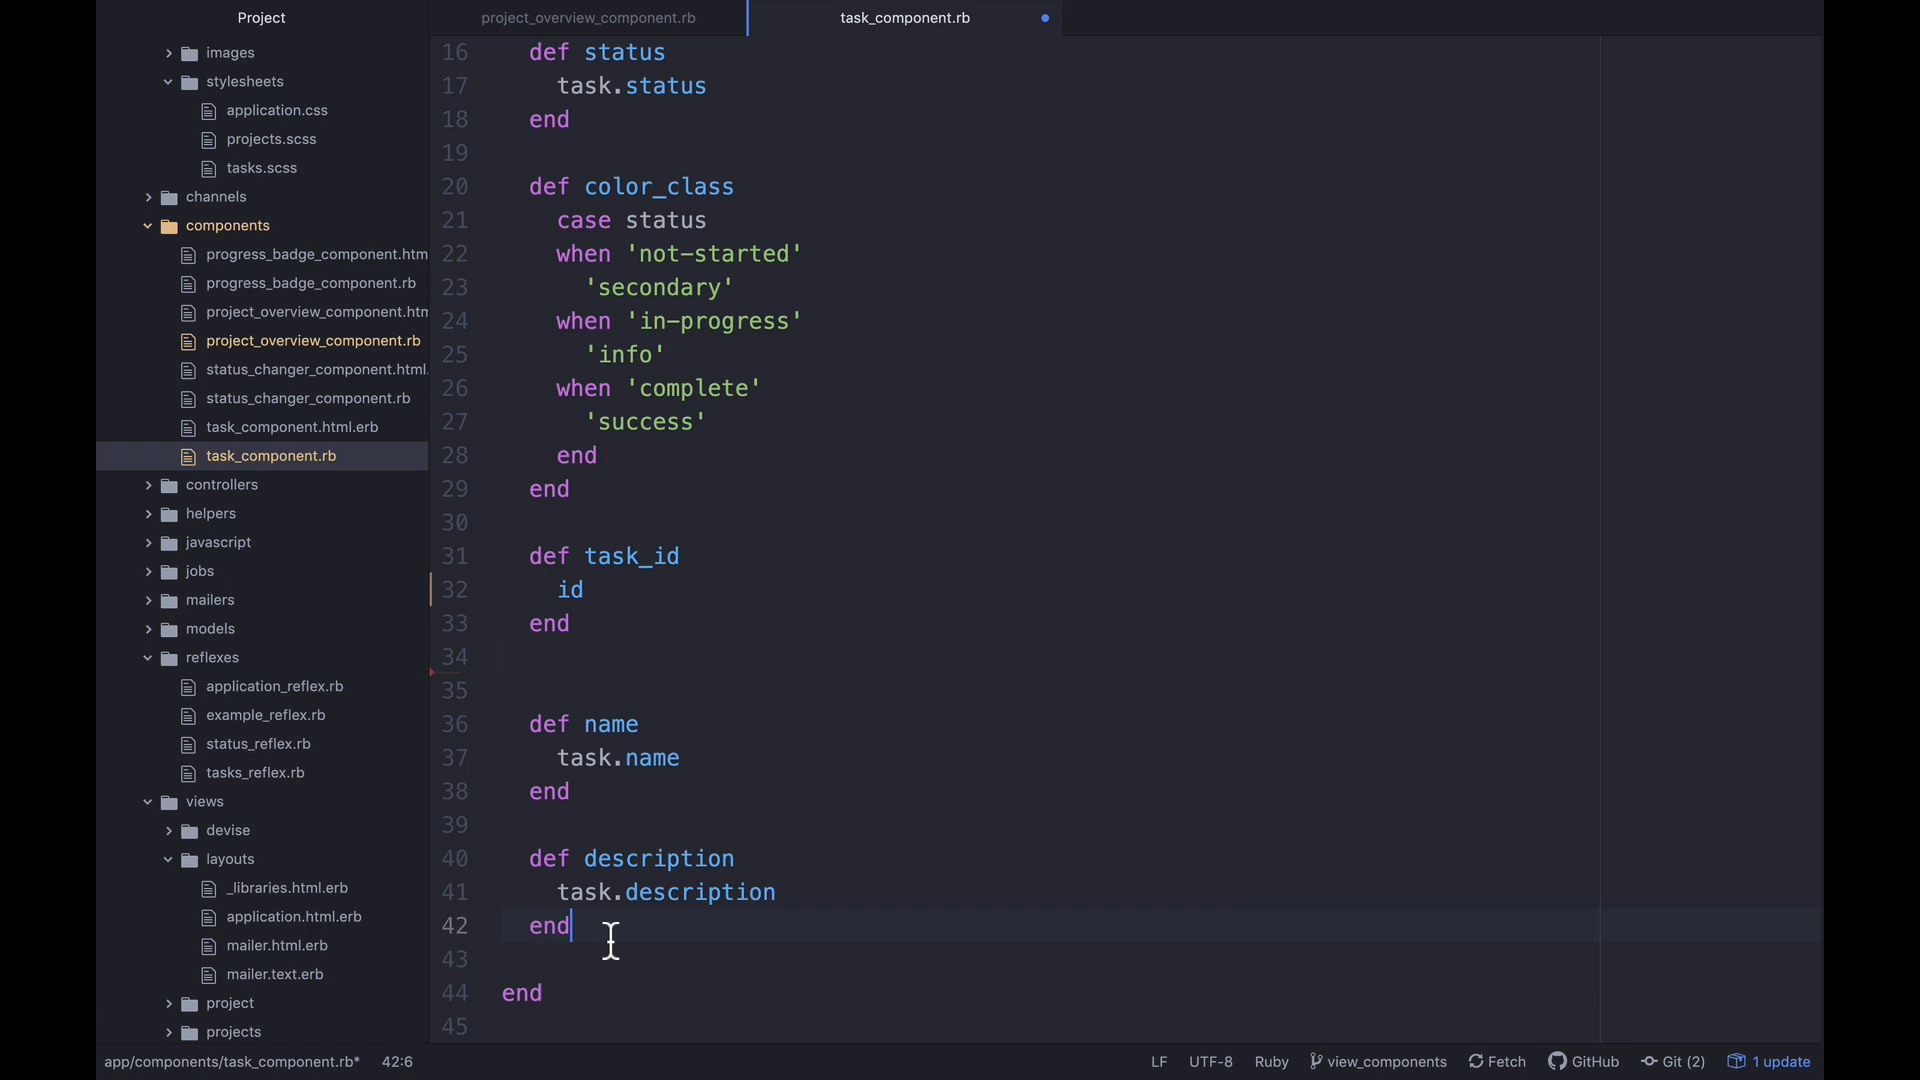 Project
project_overview_component.rb
task_component.rb
images
stylesheets
application.css
projects.scss
tasks.scss
channels
components
progress_badge_component.htm
progress_badge_component.rb
project_overview_component.htm
project_overview_component.rb
status_changer_component.html.
status_changer_component.rb
task_component.html.erb
task_component.rb
controllers
helpers
javascript
jobs
mailers
models
reflexes
application_reflex.rb
example_reflex.rb
status_reflex.rb
tasks_reflex.rb
views
devise
layouts
_libraries.html.erb
application.html.erb
mailer.html.erb
mailer.text.erb
project
projects
16 def status
17 task.status
18 end
19
20 def color_class
21 case status
22 when 'not-started'
23 'secondary'
24 when 'in-progress'
25 'info'
26 when 'complete'
27 'success'
28 end
29 end
30
31 def task_id
32 id
33 end
34
35
36 def name
37 task.name
38 end
39
40 def description
41 task.description
42 end
43
44 end
45
app/components/task_component.rb* 42:6 LF UTF-8 Ruby view_components Fetch GitHub Git (2) 1 update